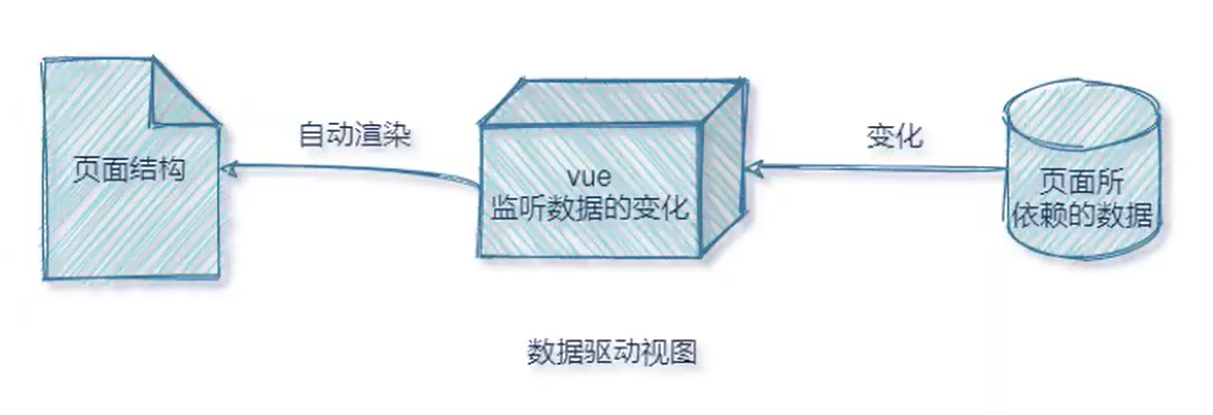 页面结构
自动渲染
vue
监听数据的变化
变化
页面所
依赖的数据
数据驱动视图